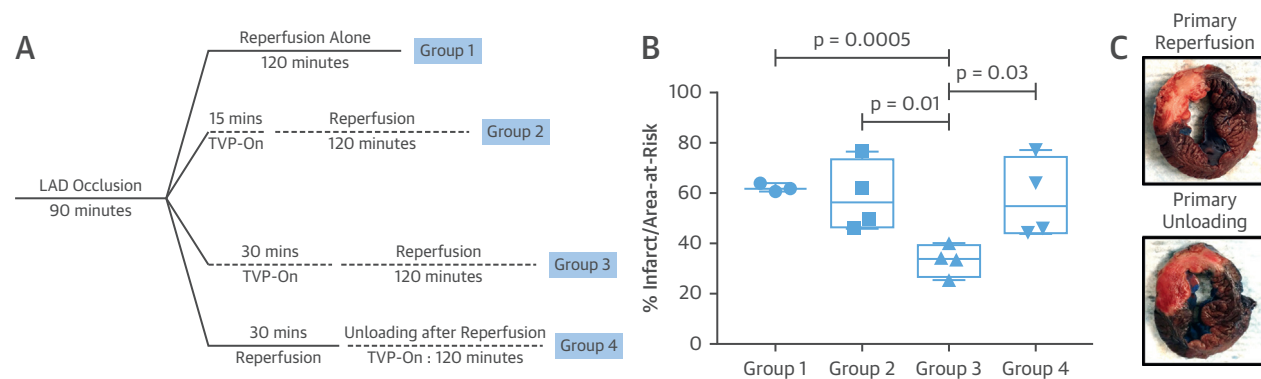 A
Reperfusion Alone
120 minutes
Group 1
15 mins
TVP-On
Reperfusion
120 minutes
Group 2
LAD Occlusion
90 minutes
30 mins
TVP-On
Reperfusion
120 minutes
Group 3
30 mins
Reperfusion
Unloading after Reperfusion
TVP-On : 120 minutes
Group 4
B
p = 0.0005
p = 0.03
p = 0.01
% Infarct/Area-at-Risk
100
80
60
40
20
0
Group 1
Group 2
Group 3
Group 4
C
Primary
Reperfusion
Primary
Unloading